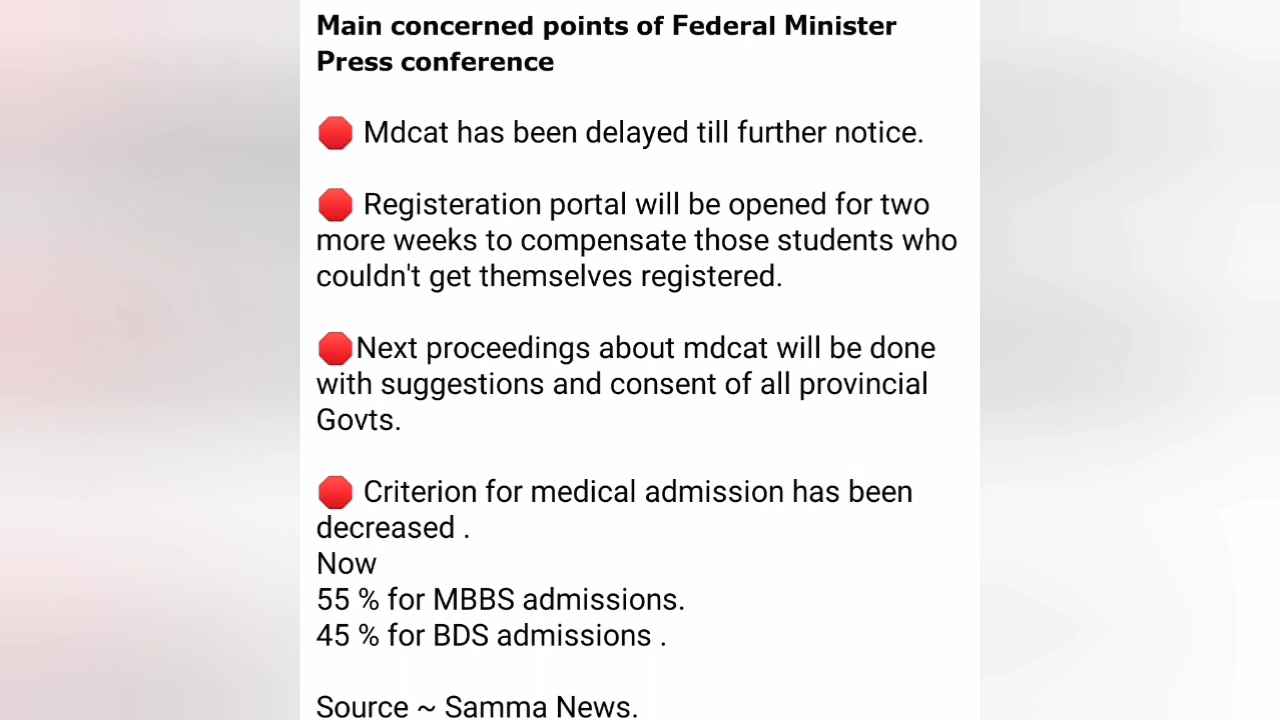 Main concerned points of Federal Minister
Press conference
🛑 Mdcat has been delayed till further notice.
🛑 Registeration portal will be opened for two
more weeks to compensate those students who
couldn't get themselves registered.
🛑Next proceedings about mdcat will be done
with suggestions and consent of all provincial
Govts.
🛑 Criterion for medical admission has been
decreased .
Now
55 % for MBBS admissions.
45 % for BDS admissions .
Source ~ Samma News.